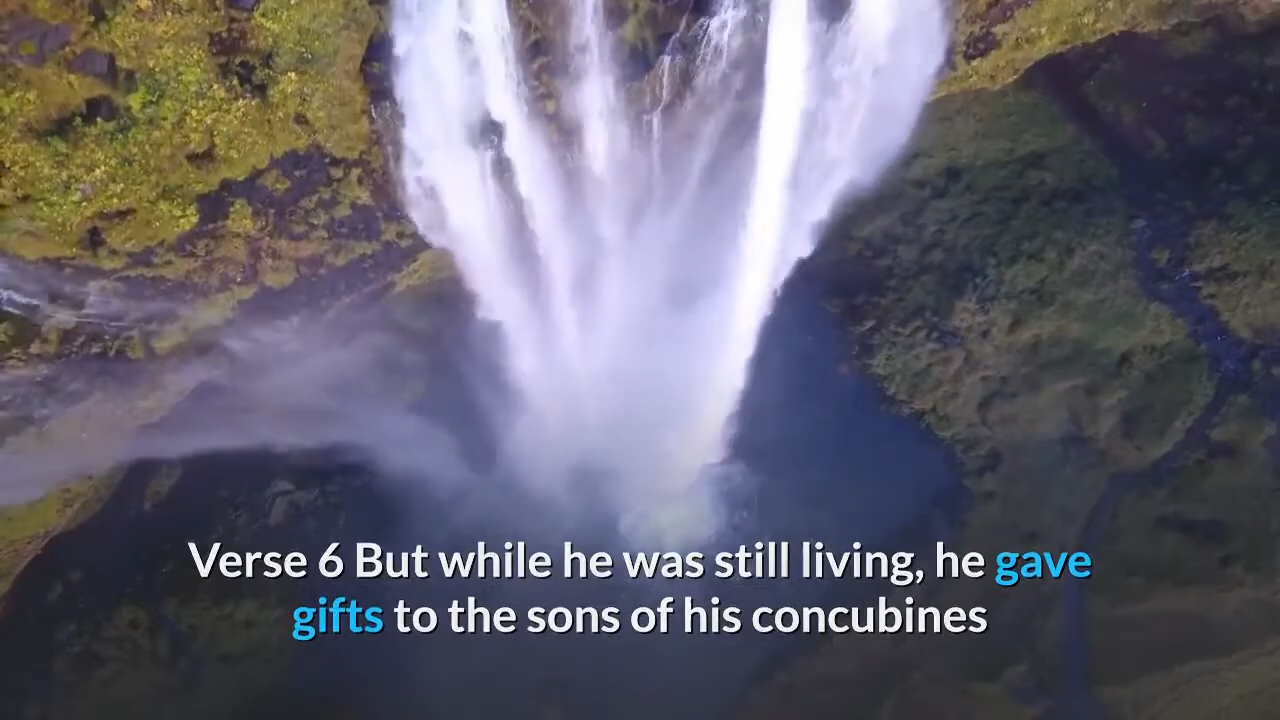 Verse 6 But while he was still living, he gave
gifts to the sons of his concubines